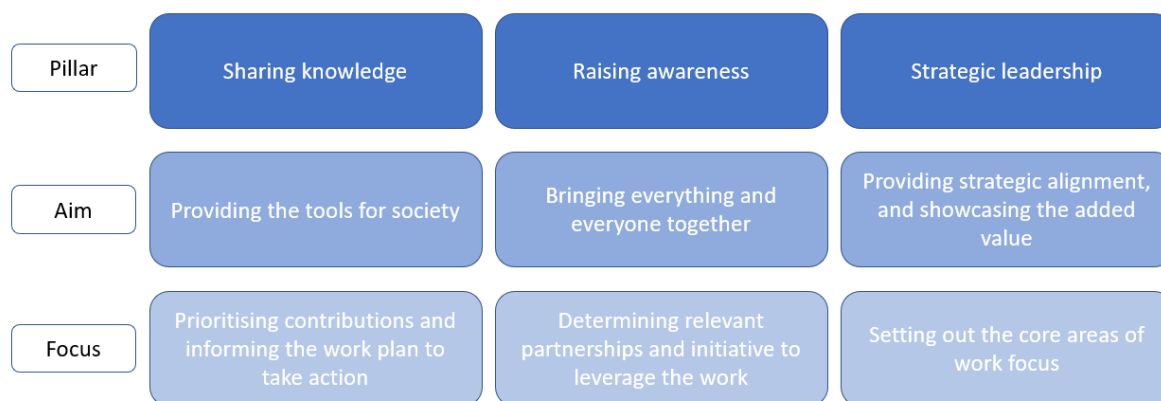 Pillar
Sharing knowledge
Raising awareness
Strategic leadership
Aim
Providing the tools for society
Bringing everything and
everyone together
Providing strategic alignment,
and showcasing the added
value
Focus
Prioritising contributions and
informing the work plan to
take action
Determining relevant
partnerships and initiative to
leverage the work
Setting out the core areas of
work focus